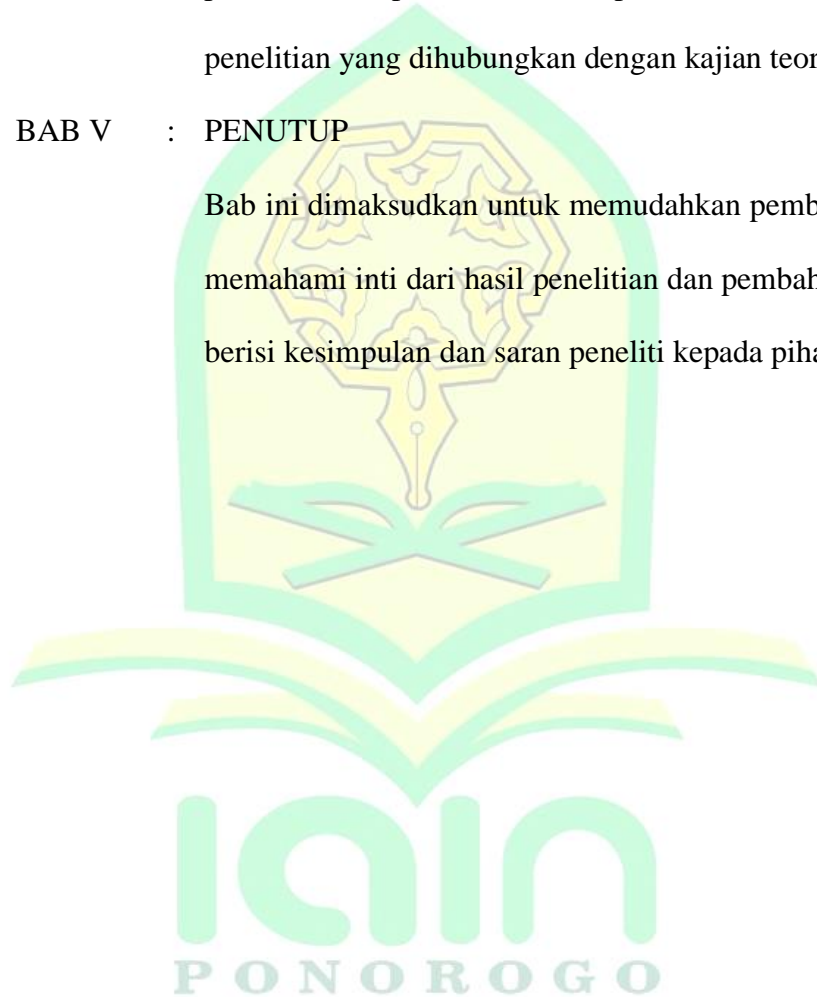 penelitian yang dihubungkan dengan kajian teor
BAB V : PENUTUP
Bab ini dimaksudkan untuk memudahkan pemb
memahami inti dari hasil penelitian dan pembah
berisi kesimpulan dan saran peneliti kepada piha
iain
PONOROGO